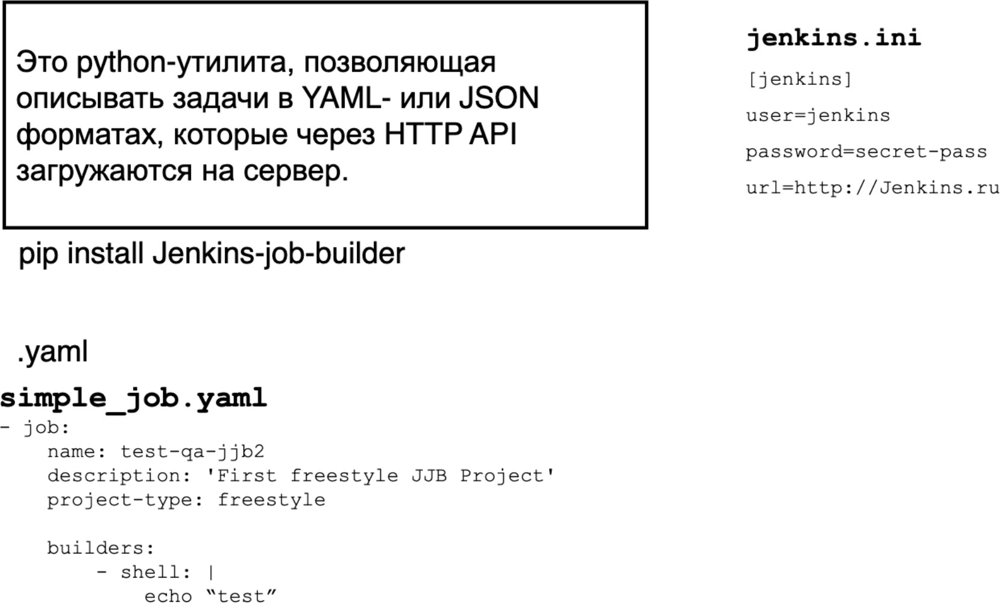 Это python-утилита, позволяющая
описывать задачи в YAML- или JSON
форматах, которые через HTTP API
загружаются на сервер.
pip install Jenkins-job-builder
jenkins.ini
[jenkins]
user=jenkins
password=secret-pass
url=http://Jenkins.ru
.yaml
simple_job.yaml
- job:
    name: test-qa-jjb2
    description: 'First freestyle JJB Project'
    project-type: freestyle
    builders:
        - shell: |
            echo “test”